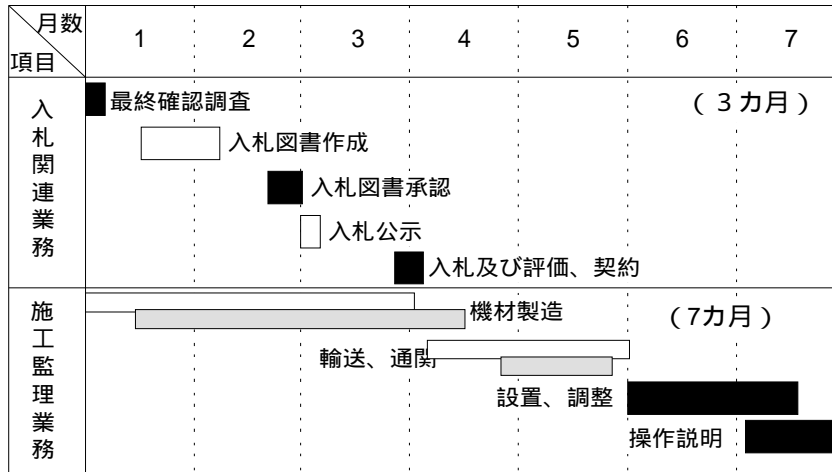 月数
項目
1 2 3 4 5 6 7
入札関連業務
最終確認調査
（３カ月）
入札図書作成
入札図書承認
入札公示
入札及び評価、契約
施工監理業務
機材製造
（7カ月）
輸送、通関
設置、調整
操作説明